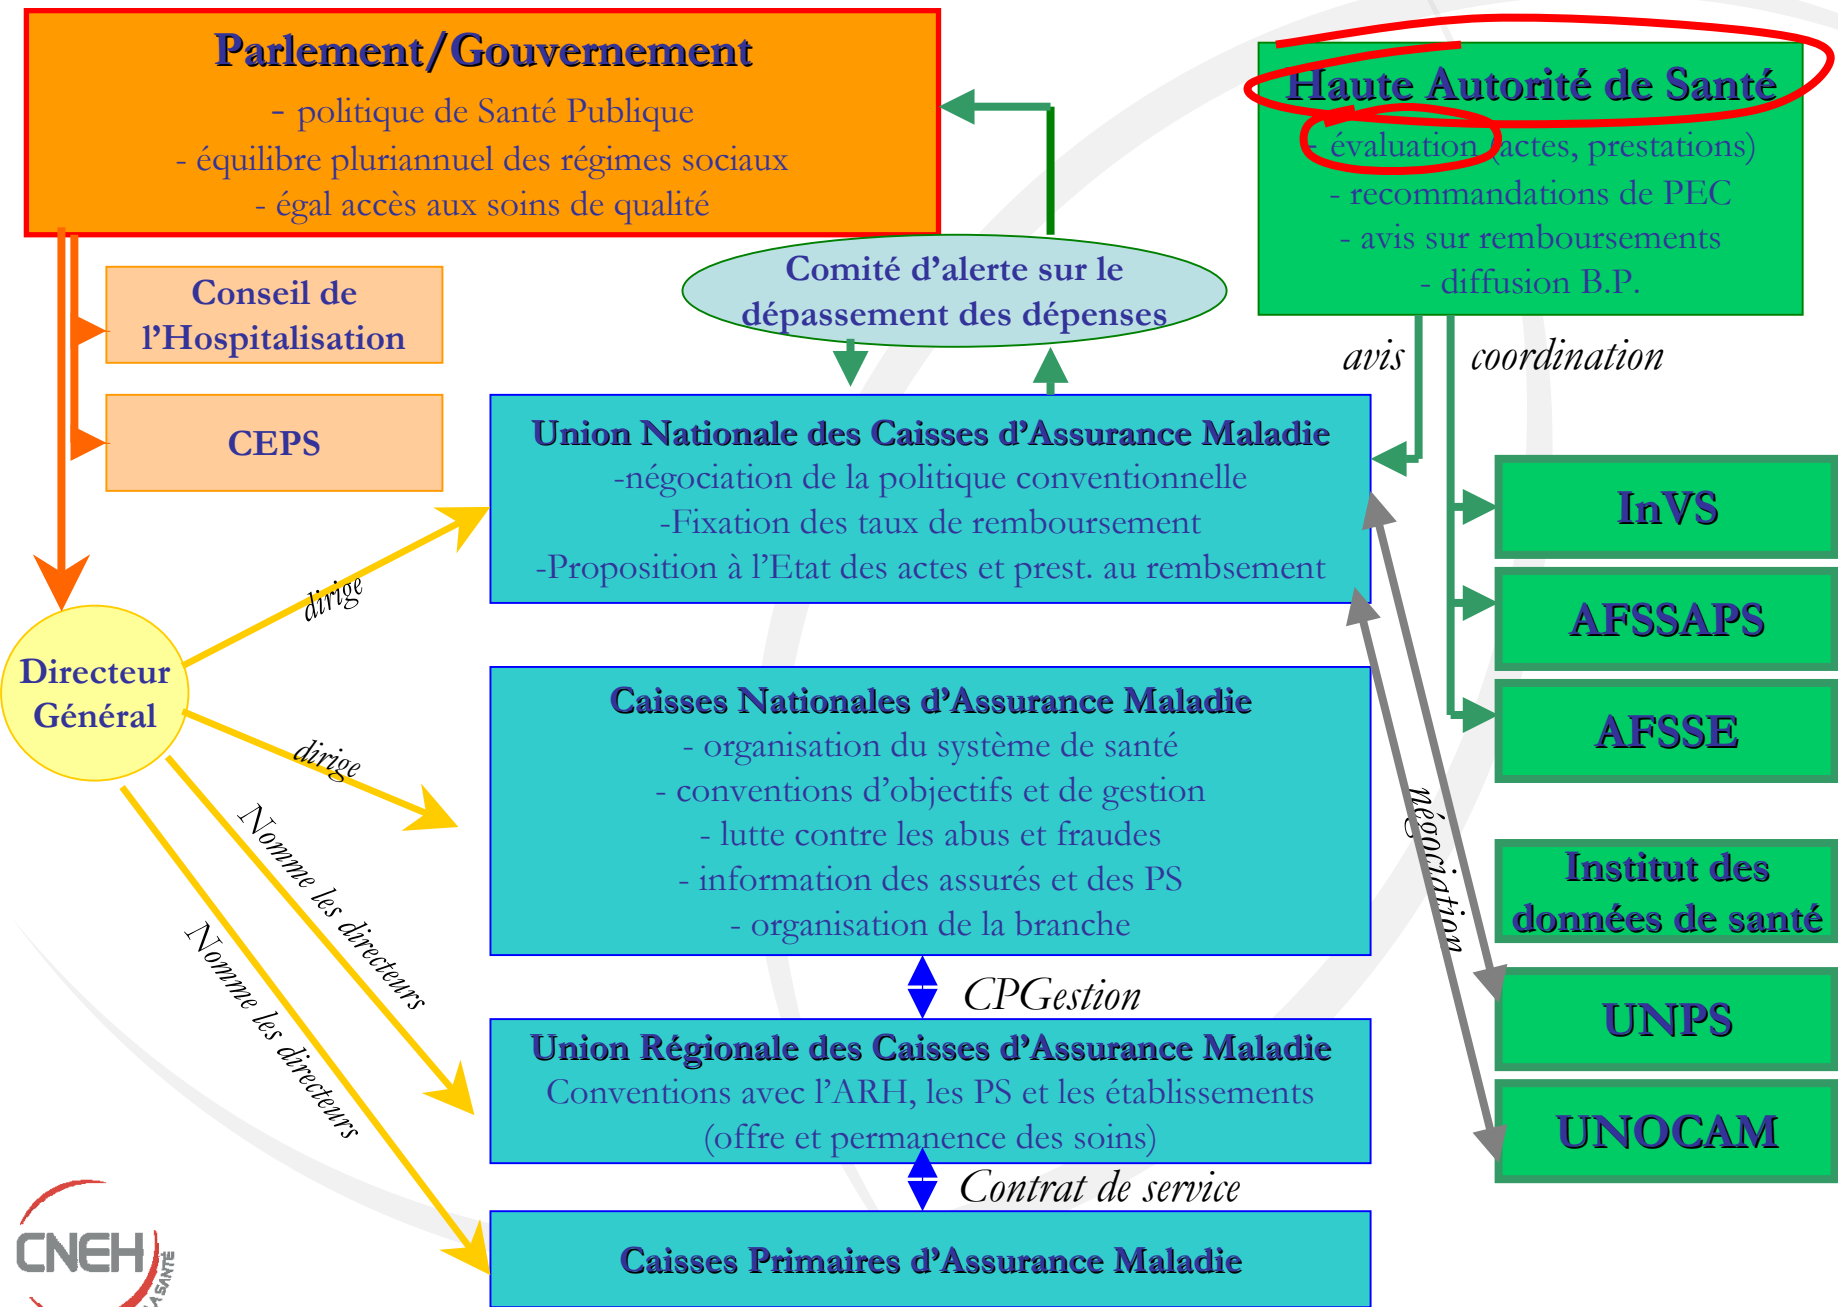 Parlement/Gouvernement
- politique de Santé Publique
- équilibre pluriannuel des régimes sociaux
- égal accès aux soins de qualité
Haute Autorité de Santé
- évaluation (actes, prestations)
- recommandations de PEC
- avis sur remboursements
- diffusion B.P.
Conseil de
l’Hospitalisation
CEPS
Comité d’alerte sur le
dépassement des dépenses
avis
coordination
Union Nationale des Caisses d’Assurance Maladie
-négociation de la politique conventionnelle
-Fixation des taux de remboursement
-Proposition à l’Etat des actes et prest. au rembsement
InVS
AFSSAPS
AFSSE
dirige
Directeur
Général
dirige
Caisses Nationales d’Assurance Maladie
- organisation du système de santé
- conventions d’objectifs et de gestion
- lutte contre les abus et fraudes
- information des assurés et des PS
- organisation de la branche
négociation
Institut des
données de santé
Nomme les directeurs
Nomme les directeurs
CPGestion
UNPS
Union Régionale des Caisses d’Assurance Maladie
Conventions avec l’ARH, les PS et les établissements
(offre et permanence des soins)
UNOCAM
Contrat de service
Caisses Primaires d’Assurance Maladie
CNEH
LA SANTÉ